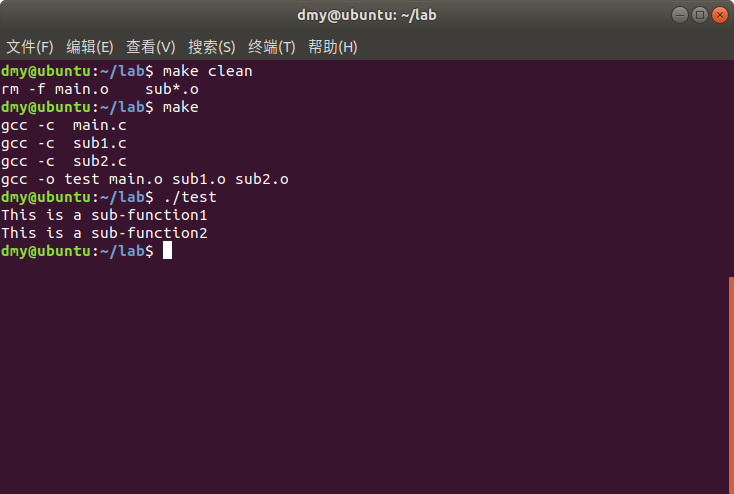 dmy@ubuntu: ~/lab
文件(F) 编辑(E) 查看(V) 搜索(S) 终端(T) 帮助(H)
dmy@ubuntu:~/lab$ make clean
rm -f main.o    sub*.o
dmy@ubuntu:~/lab$ make
gcc -c  main.c
gcc -c  sub1.c
gcc -c  sub2.c
gcc -o test main.o sub1.o sub2.o
dmy@ubuntu:~/lab$ ./test
This is a sub-function1
This is a sub-function2
dmy@ubuntu:~/lab$